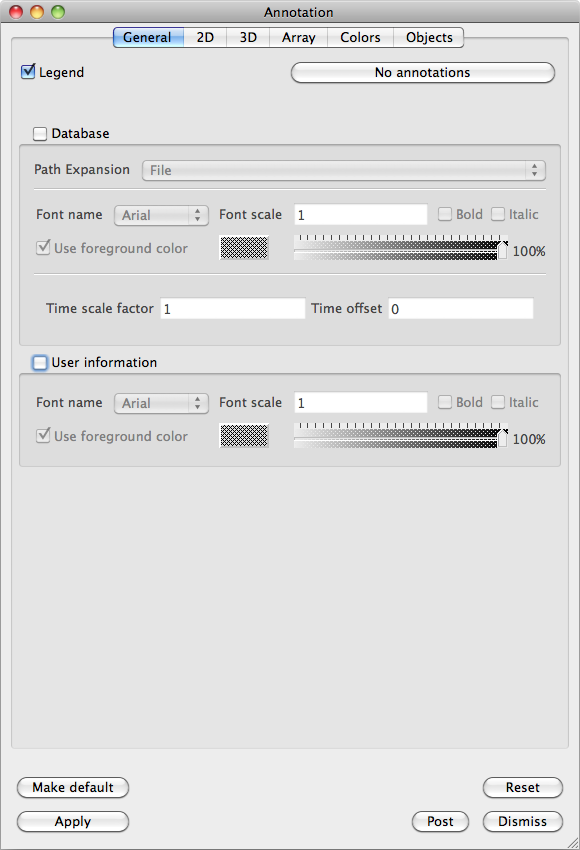 Annotation
General 2D 3D Array Colors Objects
Legend No annotations
Database
Path Expansion File
Font name Arial Font scale 1 Bold Italic
Use foreground color 100%
Time scale factor 1 Time offset 0
User information
Font name Arial Font scale 1 Bold Italic
Use foreground color 100%
Make default Reset
Apply Post Dismiss